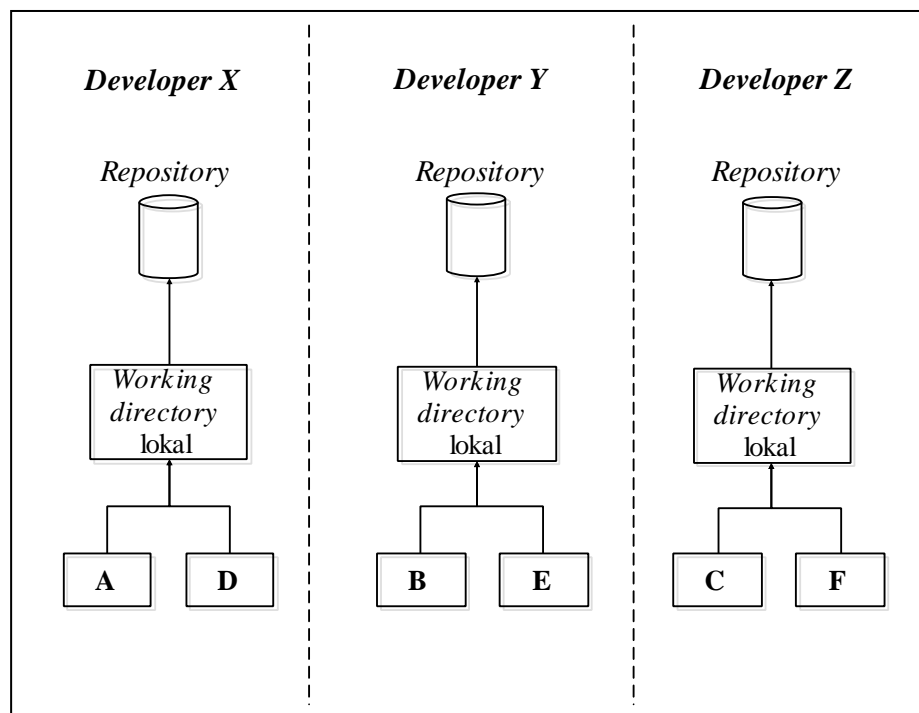 Developer X
Repository
Working
directory
lokal
A
D
Developer Y
Repository
Working
directory
lokal
B
E
Developer Z
Repository
Working
directory
lokal
C
F